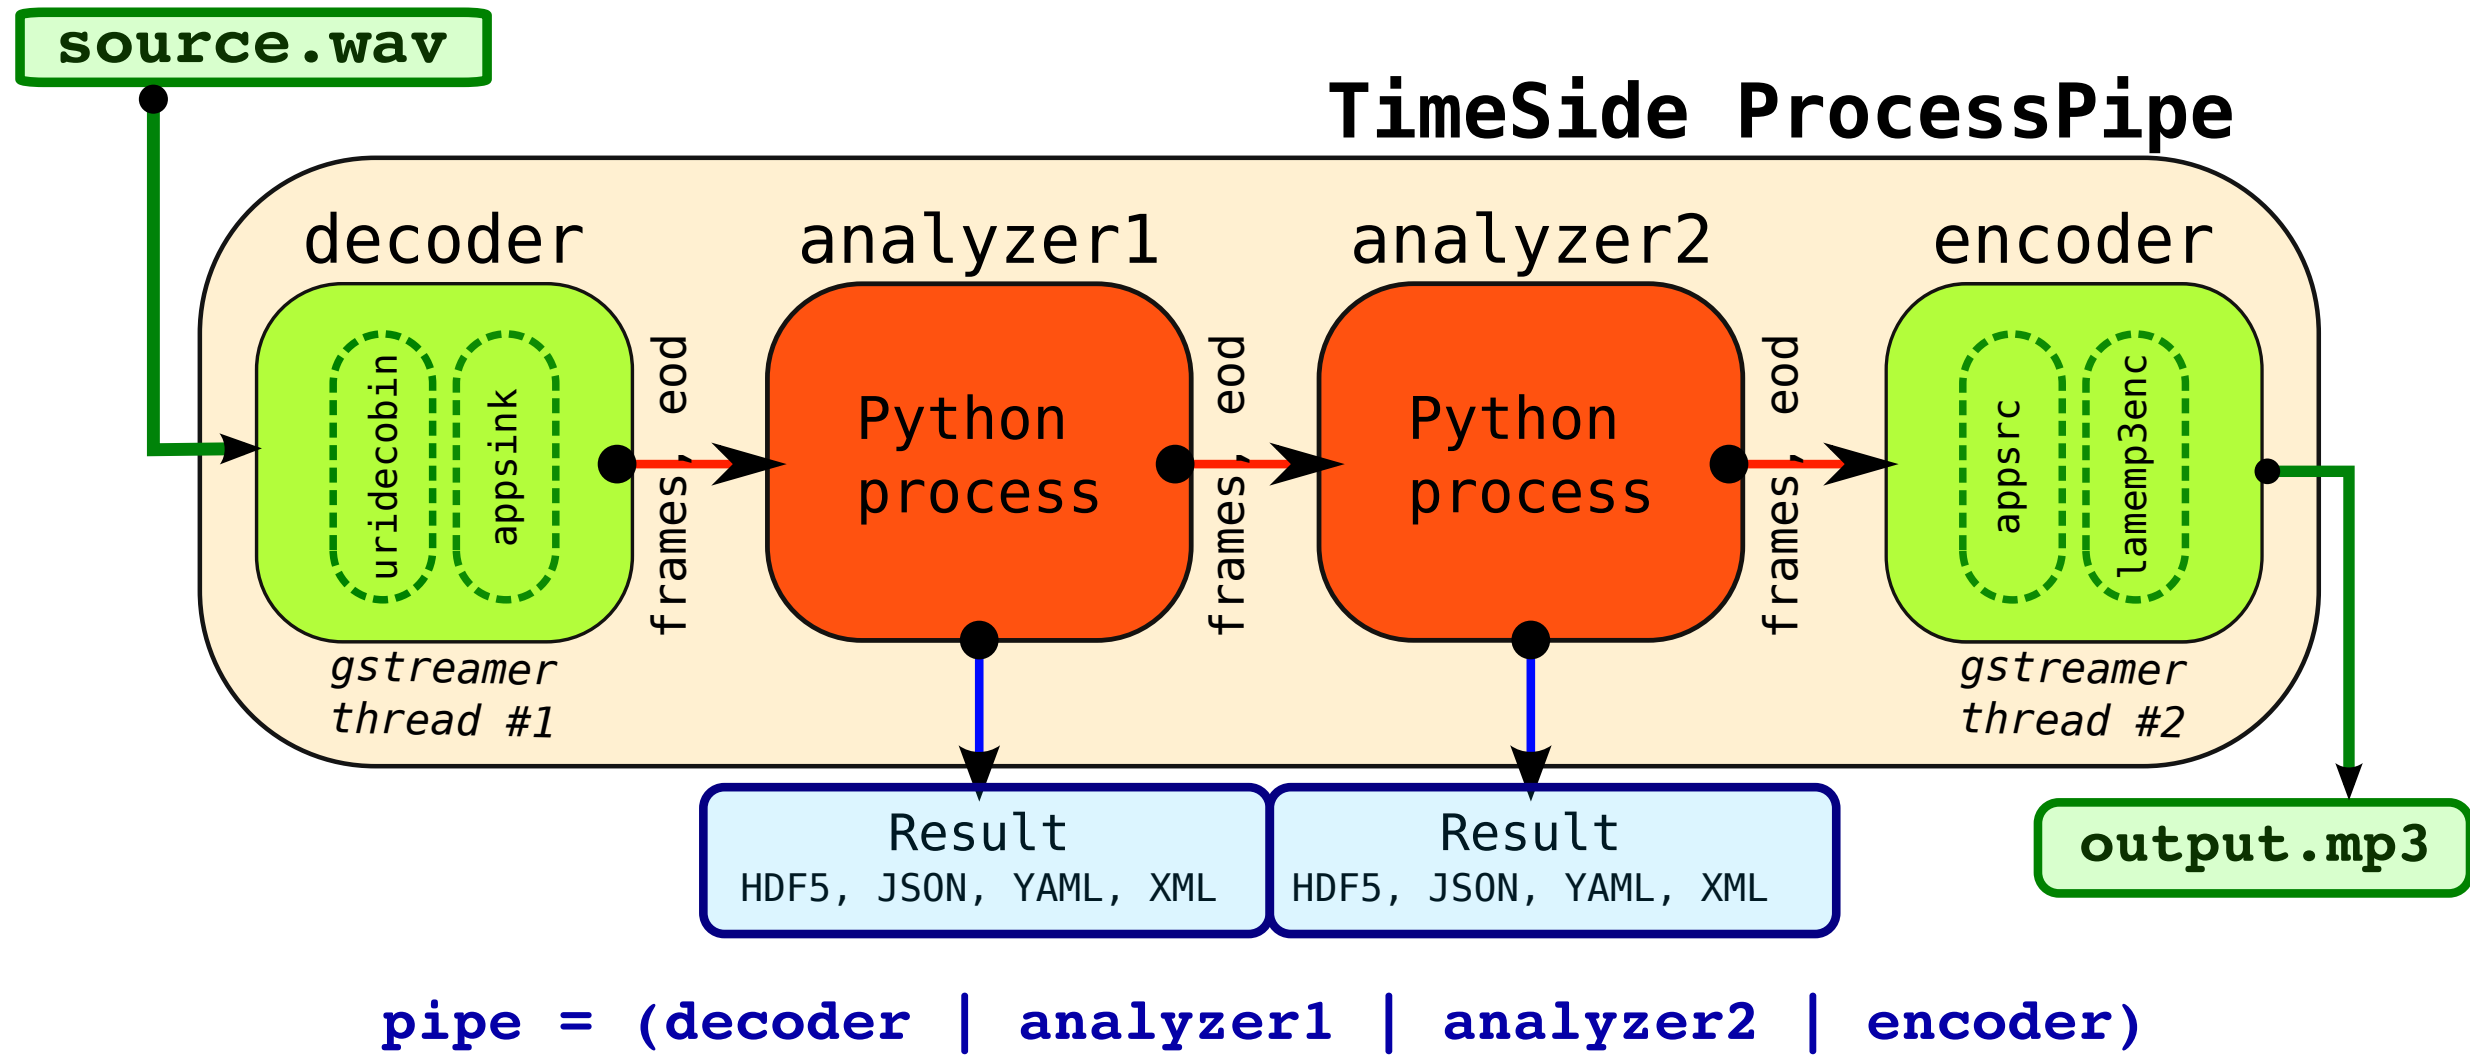 source.wav
TimeSide ProcessPipe
decoder
analyzer1
analyzer2
encoder
uridecobin
appsink
frames, eod
Python
process
frames, eod
Python
process
frames, eod
appsrc
lamemp3enc
gstreamer
thread #1
gstreamer
thread #2
Result
HDF5, JSON, YAML, XML
Result
HDF5, JSON, YAML, XML
output.mp3
pipe = (decoder | analyzer1 | analyzer2 | encoder)